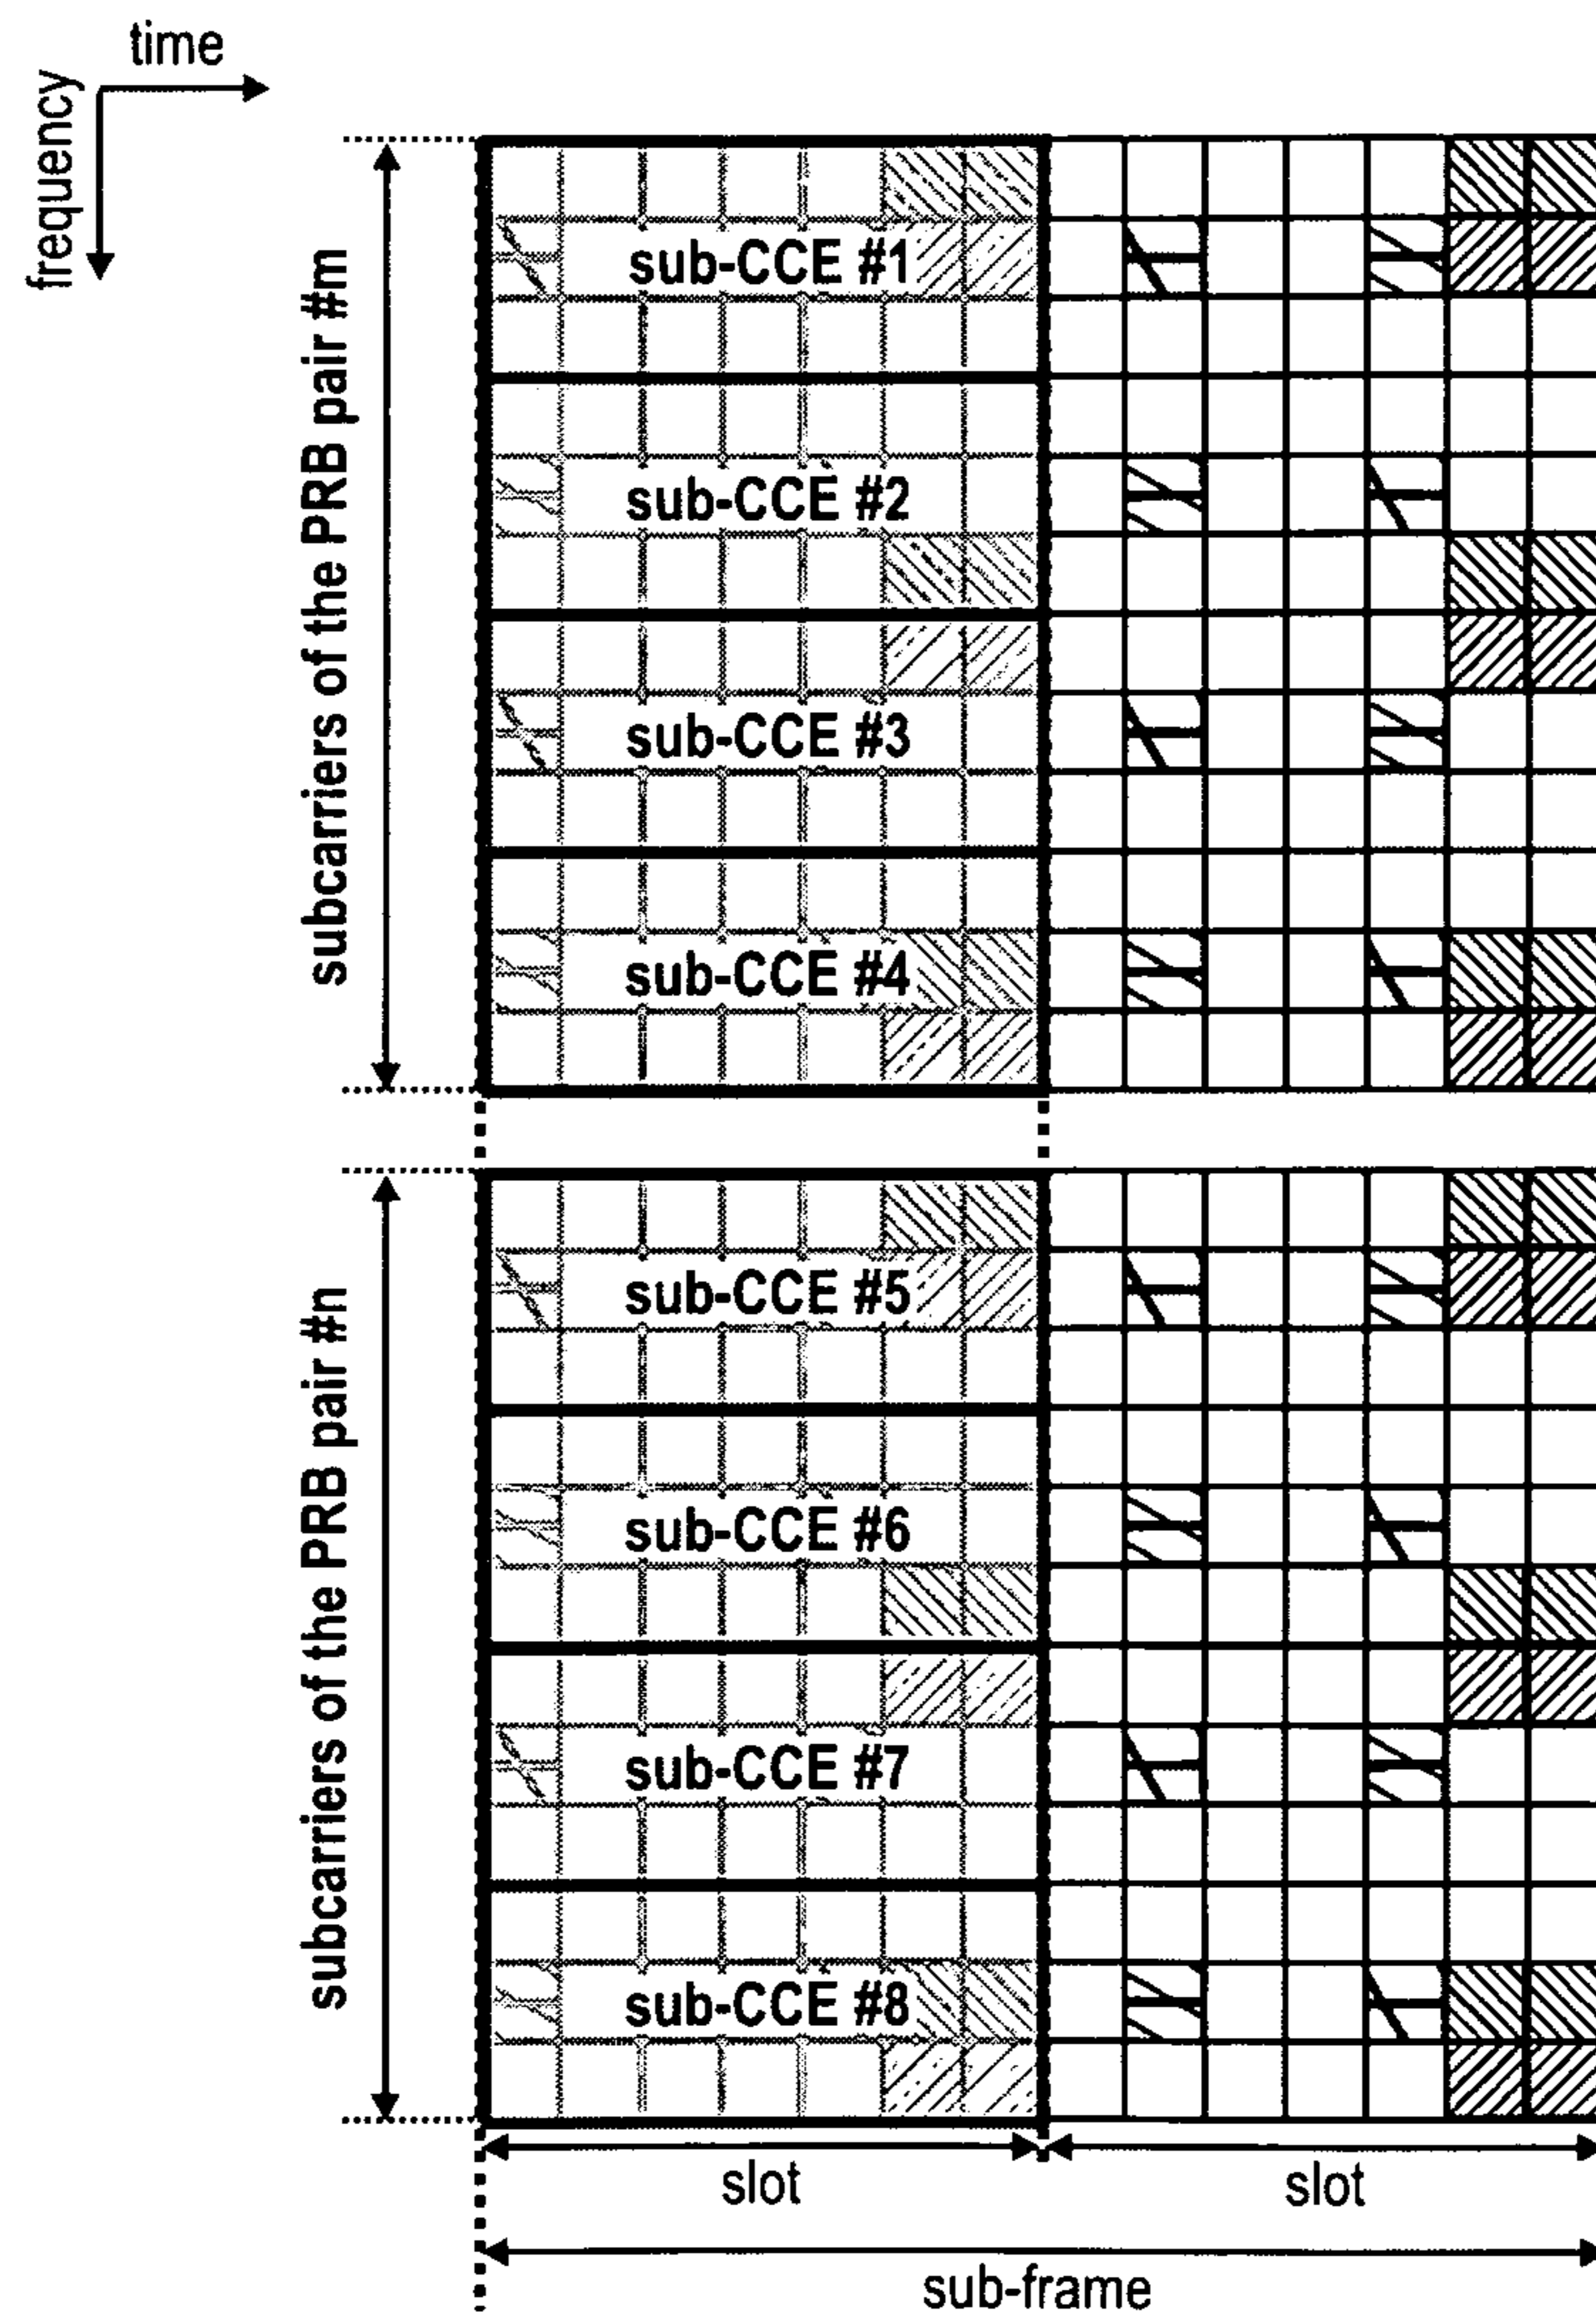 time
frequency
subcarriers of the PRB pair #m
sub-CCE #1
sub-CCE #2
sub-CCE #3
sub-CCE #4
subcarriers of the PRB pair #n
sub-CCE #5
sub-CCE #6
sub-CCE #7
sub-CCE #8
slot
slot
sub-frame